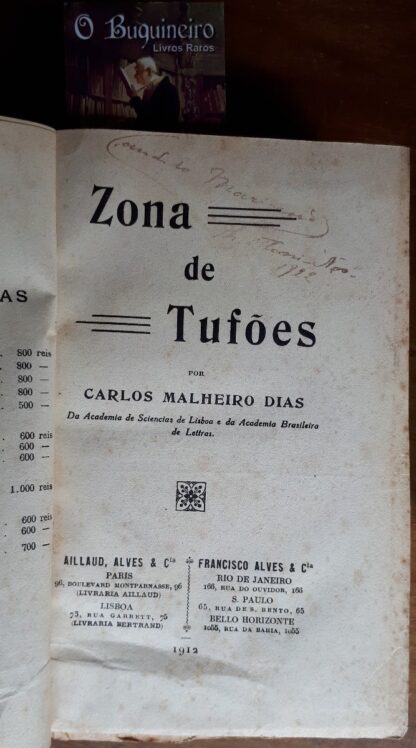 O Buquineiro
Livros Raros
AS
800 reis
800 —
800 —
800 —
500 —
600 reis
600 —
600 —
1.000 reis
600 reis
600 —
700 —
Zona
de
Tufões
POR
CARLOS MALHEIRO DIAS
Da Academia de Sciencias de Lisboa e da Academia Brasileira
de Lettras.
AILLAUD, ALVES & Cia
PARIS
96, BOULEVARD MONTPARNASSE, 96
(LIVRARIA AILLAUD)
LISBOA
73, RUA GARRETT, 75
(LIVRARIA BERTRAND)
FRANCISCO ALVES & Cia
RIO DE JANEIRO
166, RUA DO OUVIDOR, 166
S. PAULO
65, RUA DE S. BENTO, 65
BELLO HORIZONTE
1055, RUA DA BAHIA, 1055
1912